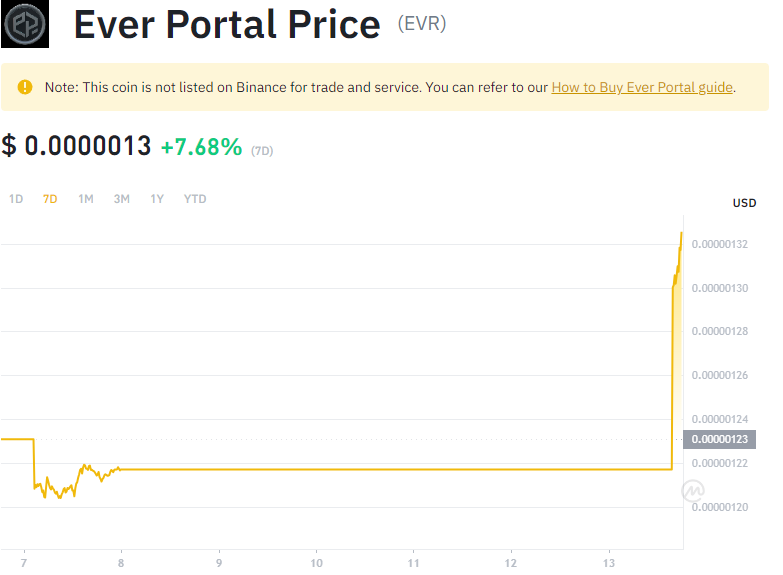 Ever Portal Price (EVR)
Note: This coin is not listed on Binance for trade and service. You can refer to our How to Buy Ever Portal guide.
$ 0.0000013 +7.68% (7D)
1D 7D 1M 3M 1Y YTD
USD
0.00000132
0.00000130
0.00000128
0.00000126
0.00000124
0.00000123
0.00000122
0.00000120
7 8 9 10 11 12 13